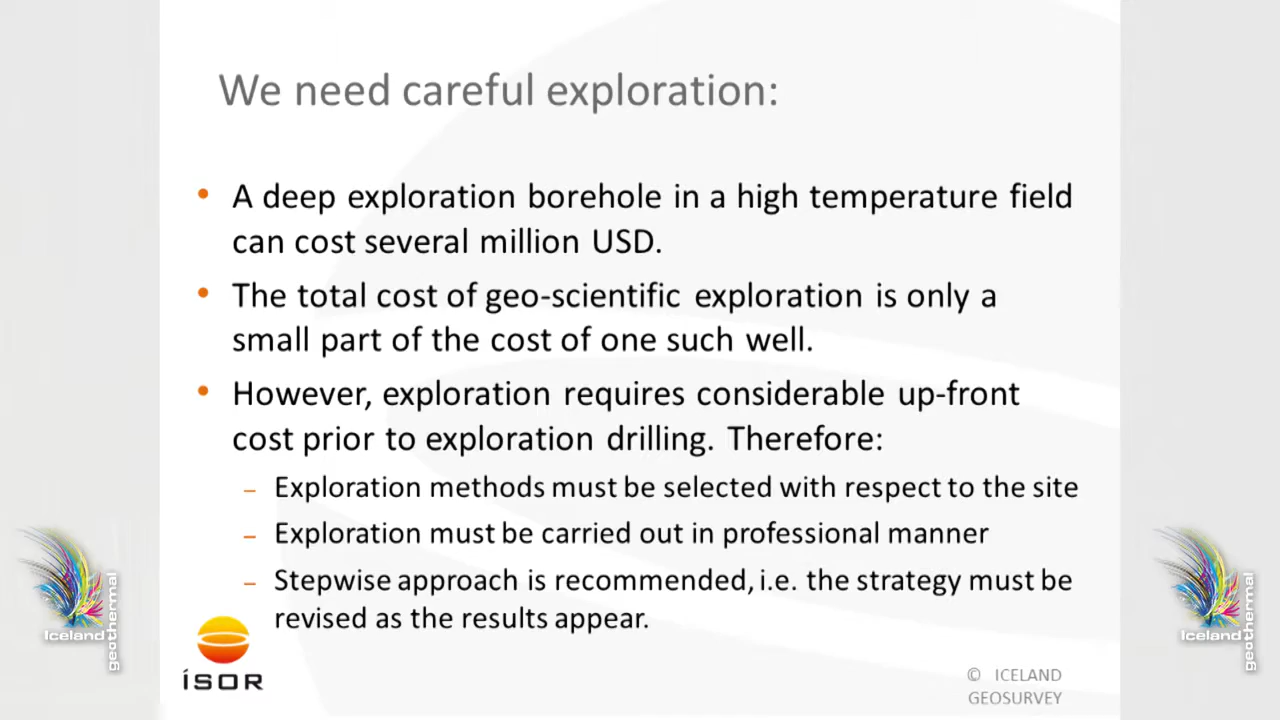 We need careful exploration:
• A deep exploration borehole in a high temperature field
can cost several million USD.
• The total cost of geo-scientific exploration is only a
small part of the cost of one such well.
• However, exploration requires considerable up-front
cost prior to exploration drilling. Therefore:
– Exploration methods must be selected with respect to the site
– Exploration must be carried out in professional manner
– Stepwise approach is recommended, i.e. the strategy must be
revised as the results appear.
Iceland
geothermal
ÍSOR
© ICELAND
GEOSURVEY
Iceland
geothermal